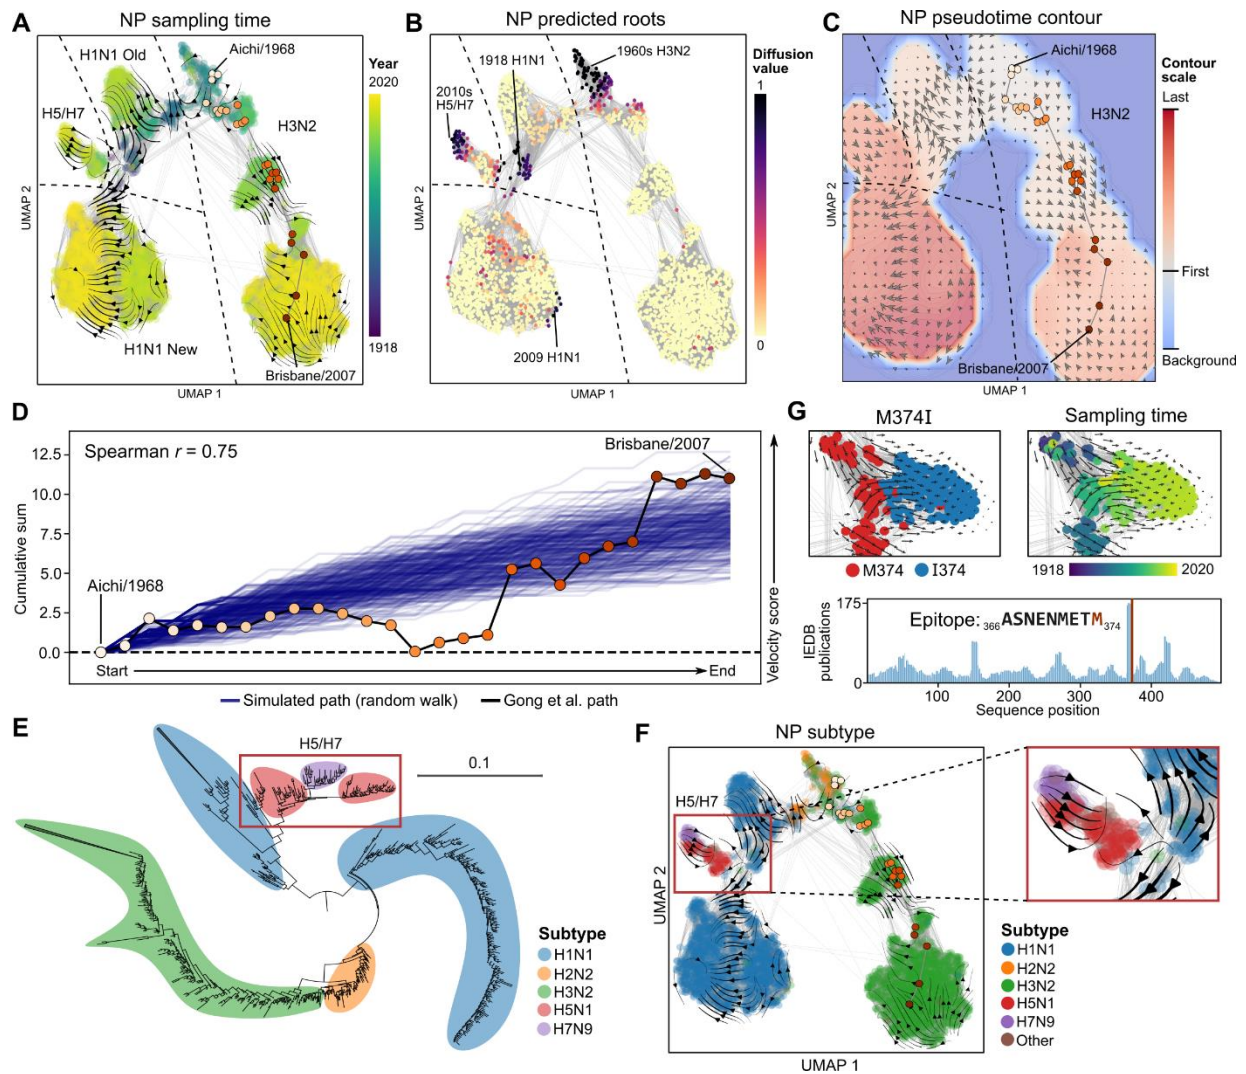 A
NP sampling time
H1N1 Old
Aichi/1968
H5/H7
H3N2
H1N1 New
Brisbane/2007
UMAP 2
UMAP 1
Year
2020
1918
B
NP predicted roots
1960s H3N2
1918 H1N1
2010s
H5/H7
2009 H1N1
UMAP 2
UMAP 1
Diffusion
value
1
0
C
NP pseudotime contour
Aichi/1968
H3N2
Brisbane/2007
UMAP 2
UMAP 1
Contour
scale
Last
First
Background
D
Spearman r = 0.75
Brisbane/2007
Aichi/1968
Cumulative sum
12.5
10.0
7.5
5.0
2.5
0.0
Start
End
Velocity score
Simulated path (random walk)
Gong et al. path
G
M374I
Sampling time
M374
I374
1918
2020
IEDB
publications
175
0
Epitope: 366ASNENMETM374
100
200
300
400
Sequence position
E
H5/H7
0.1
Subtype
H1N1
H2N2
H3N2
H5N1
H7N9
F
NP subtype
H5/H7
UMAP 2
UMAP 1
Subtype
H1N1
H2N2
H3N2
H5N1
H7N9
Other